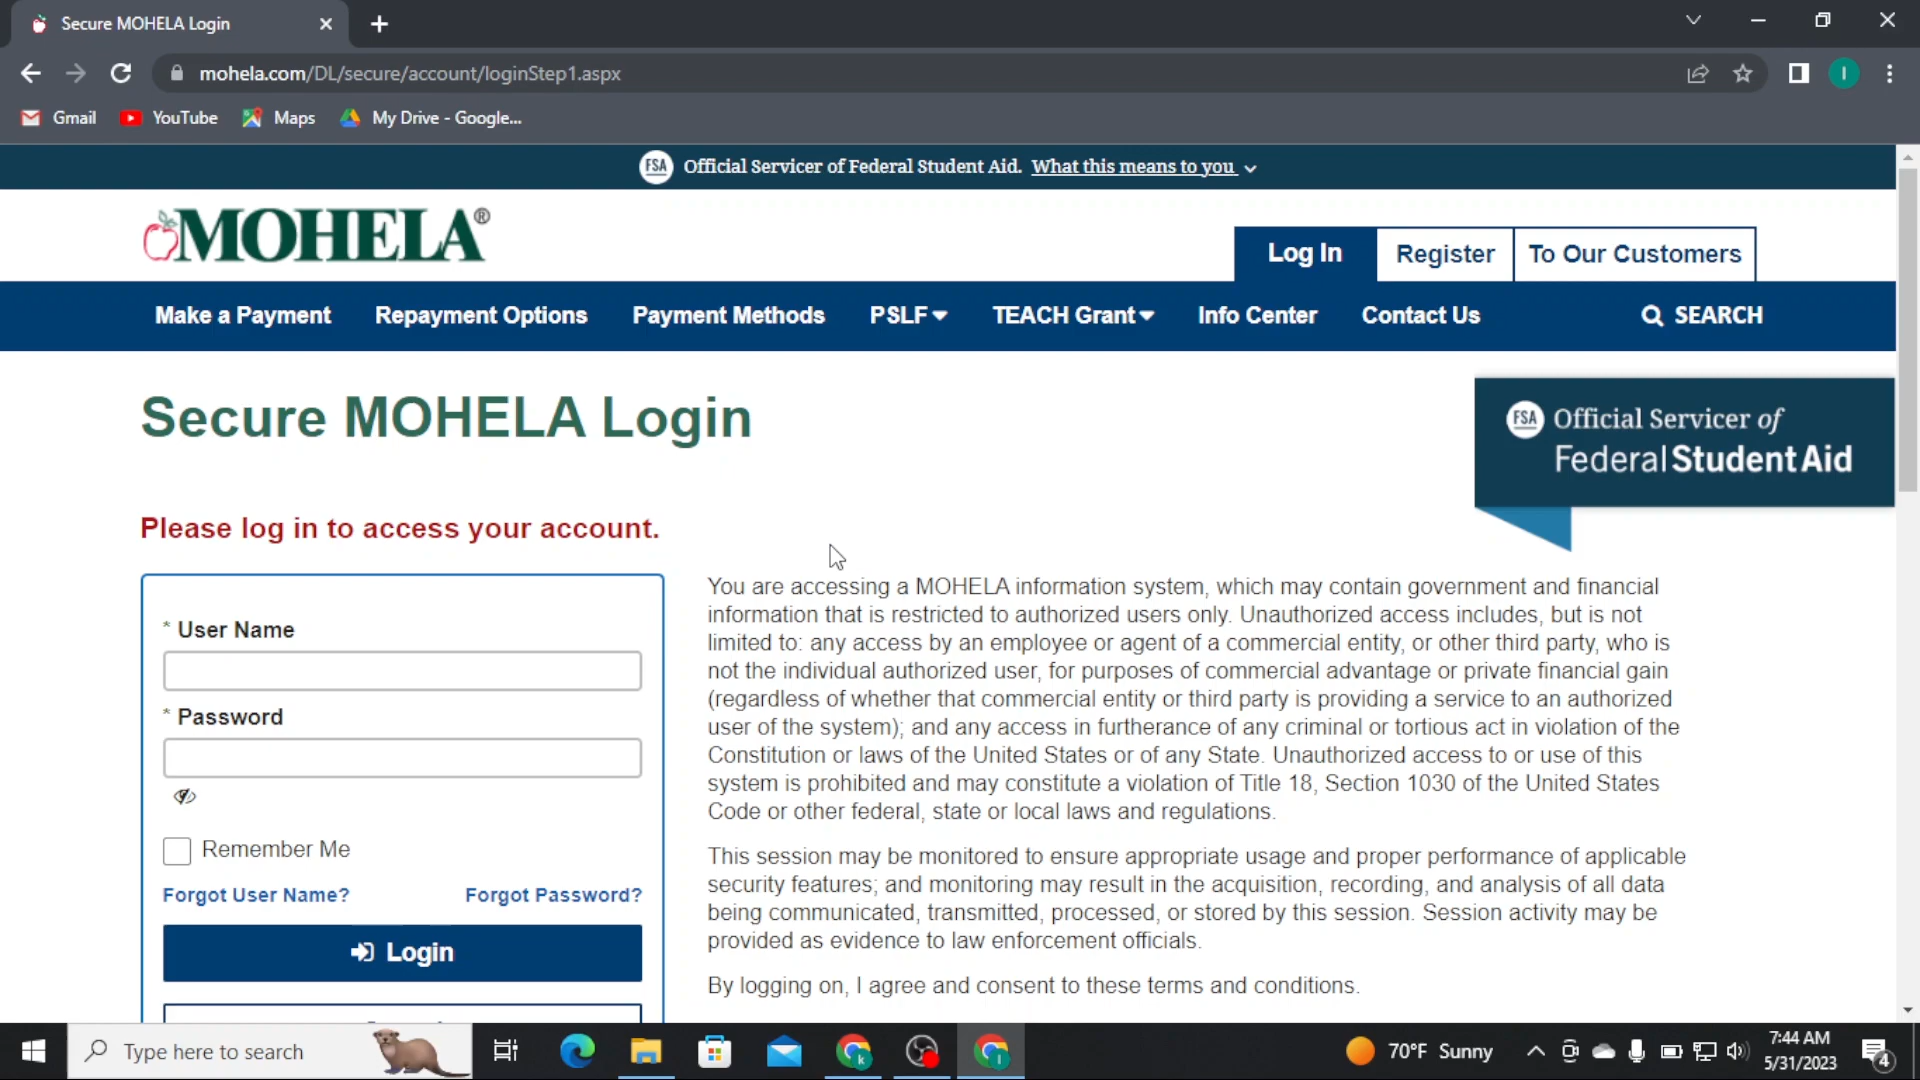 Secure MOHELA Login
mohela.com/DL/secure/account/loginStep1.aspx
I
Gmail YouTube Maps My Drive - Google...
FSA Official Servicer of Federal Student Aid. What this means to you
MOHELA®
Log In Register To Our Customers
Make a Payment Repayment Options Payment Methods PSLF TEACH Grant Info Center Contact Us SEARCH
Secure MOHELA Login
FSA Official Servicer of
Federal Student Aid
Please log in to access your account.
* User Name
* Password
Remember Me
Forgot User Name? Forgot Password?
Login
You are accessing a MOHELA information system, which may contain government and financial
information that is restricted to authorized users only. Unauthorized access includes, but is not
limited to: any access by an employee or agent of a commercial entity, or other third party, who is
not the individual authorized user, for purposes of commercial advantage or private financial gain
(regardless of whether that commercial entity or third party is providing a service to an authorized
user of the system); and any access in furtherance of any criminal or tortious act in violation of the
Constitution or laws of the United States or of any State. Unauthorized access to or use of this
system is prohibited and may constitute a violation of Title 18, Section 1030 of the United States
Code or other federal, state or local laws and regulations.
This session may be monitored to ensure appropriate usage and proper performance of applicable
security features; and monitoring may result in the acquisition, recording, and analysis of all data
being communicated, transmitted, processed, or stored by this session. Session activity may be
provided as evidence to law enforcement officials.
By logging on, I agree and consent to these terms and conditions.
Type here to search
k
I
70°F Sunny
7:44 AM
5/31/2023
4